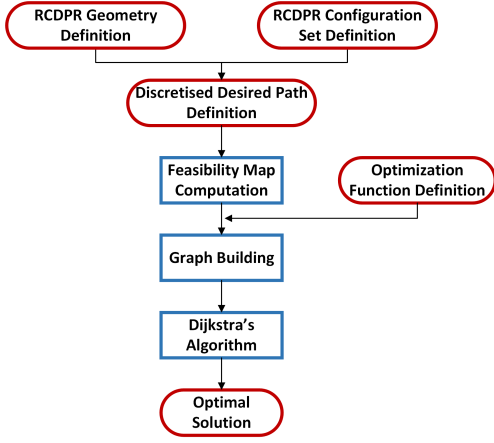 RCDPR Geometry
Definition
RCDPR Configuration
Set Definition
Discretised Desired Path
Definition
Feasibility Map
Computation
Optimization
Function Definition
Graph Building
Dijkstra's
Algorithm
Optimal
Solution